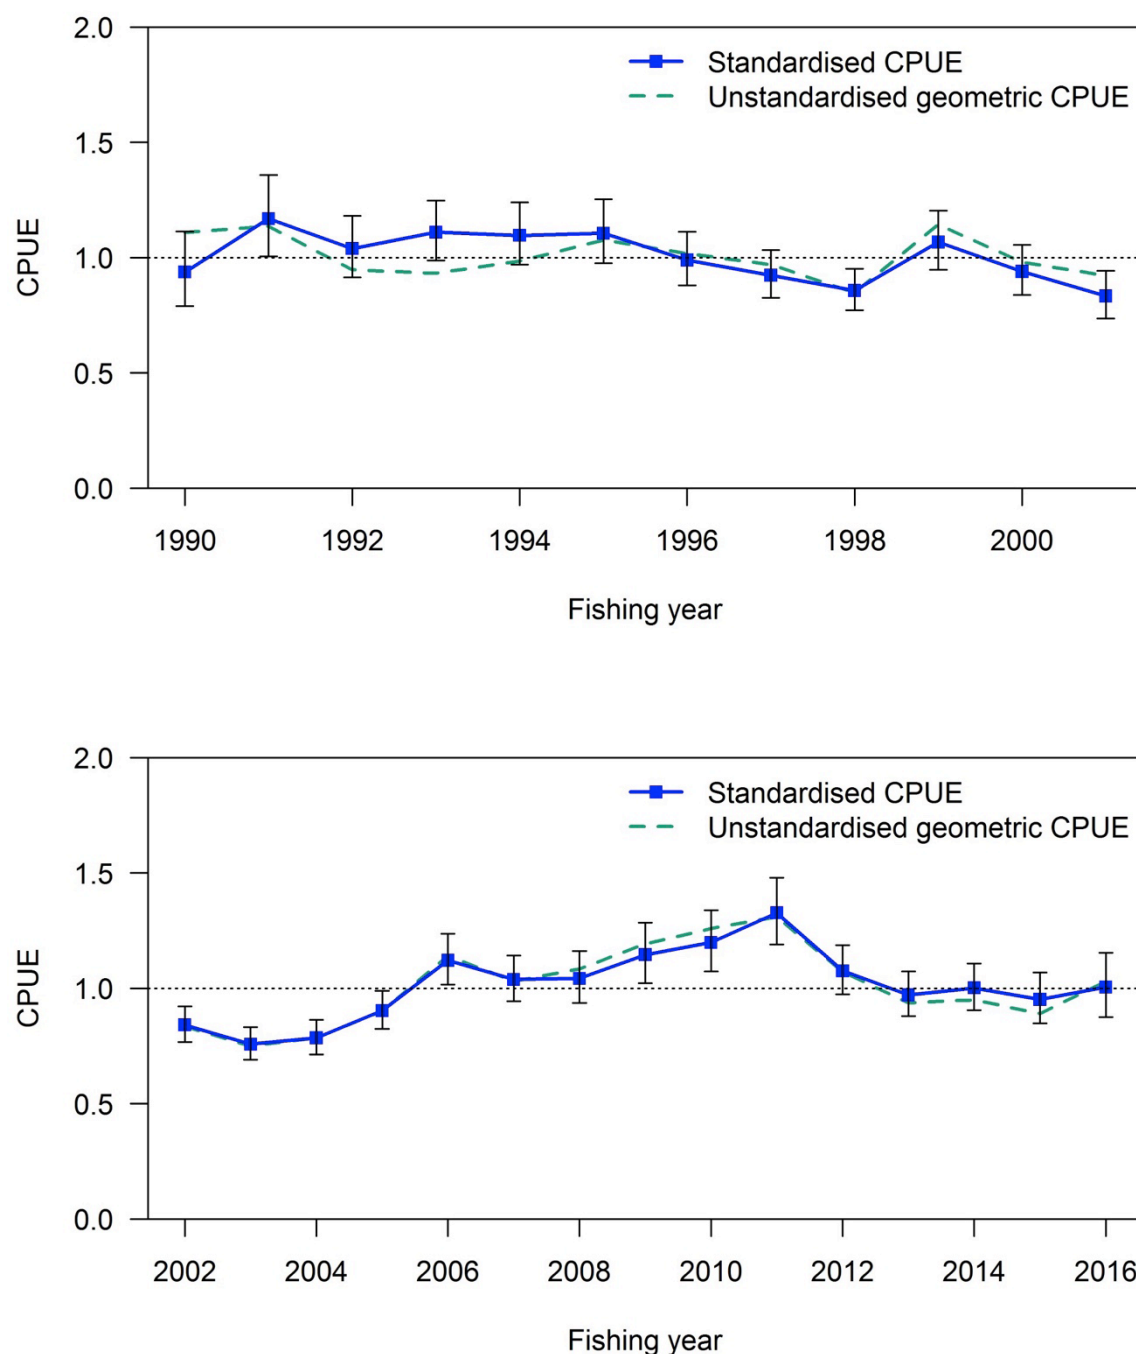 2.0
Standardised CPUE
Unstandardised geometric CPUE
1.5
CPUE
1.0
0.5
0.0
1990 1992 1994 1996 1998 2000
Fishing year
2.0
Standardised CPUE
Unstandardised geometric CPUE
1.5
CPUE
1.0
0.5
0.0
2002 2004 2006 2008 2010 2012 2014 2016
Fishing year